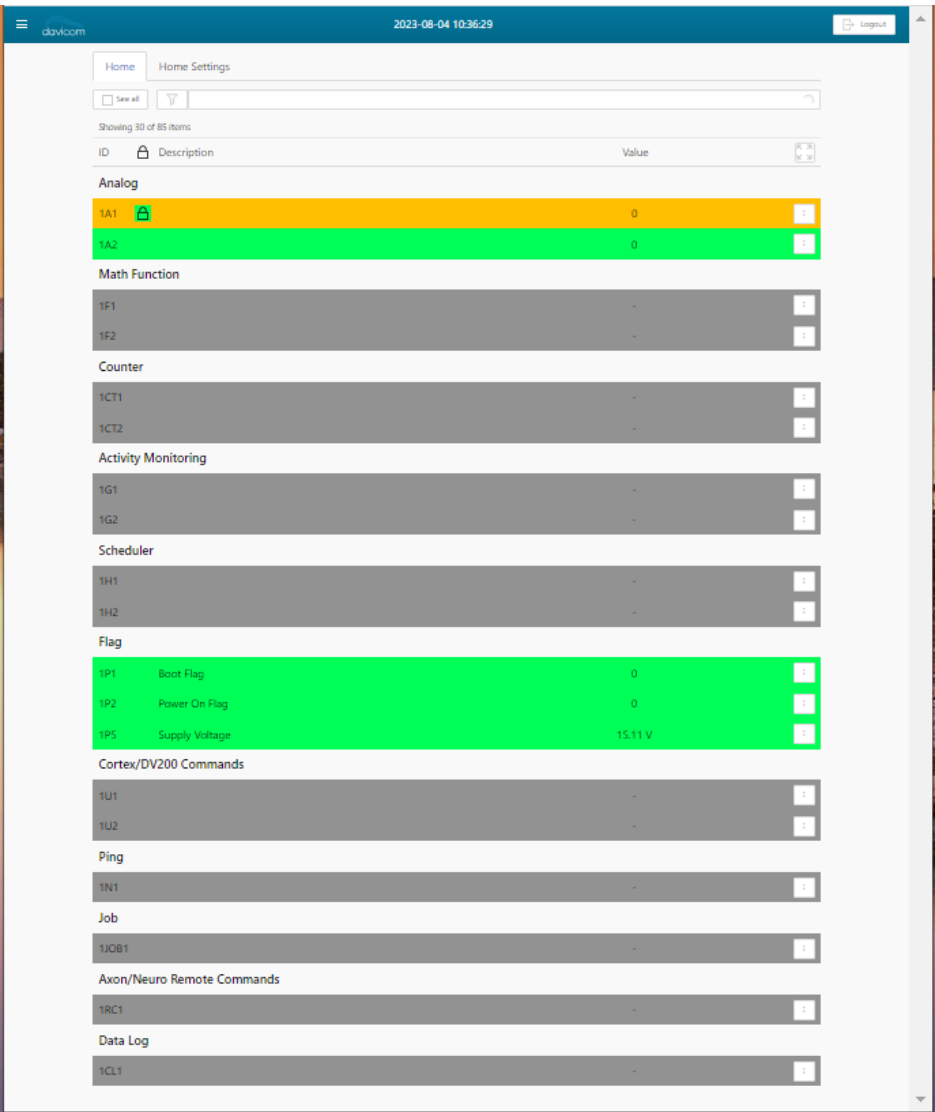 davicom 2023-08-04 10:36:29 Logout
Home Home Settings
See all
Showing 30 of 85 items
ID Description Value
Analog
1A1 0
1A2 0
Math Function
1F1 -
1F2 -
Counter
1CT1 -
1CT2 -
Activity Monitoring
1G1 -
1G2 -
Scheduler
1H1 -
1H2 -
Flag
1P1 Boot Flag 0
1P2 Power On Flag 0
1PS Supply Voltage 15.11 V
Cortex/DV200 Commands
1U1 -
1U2 -
Ping
1N1 -
Job
1JOB1 -
Axon/Neuro Remote Commands
1RC1 -
Data Log
1CL1 -